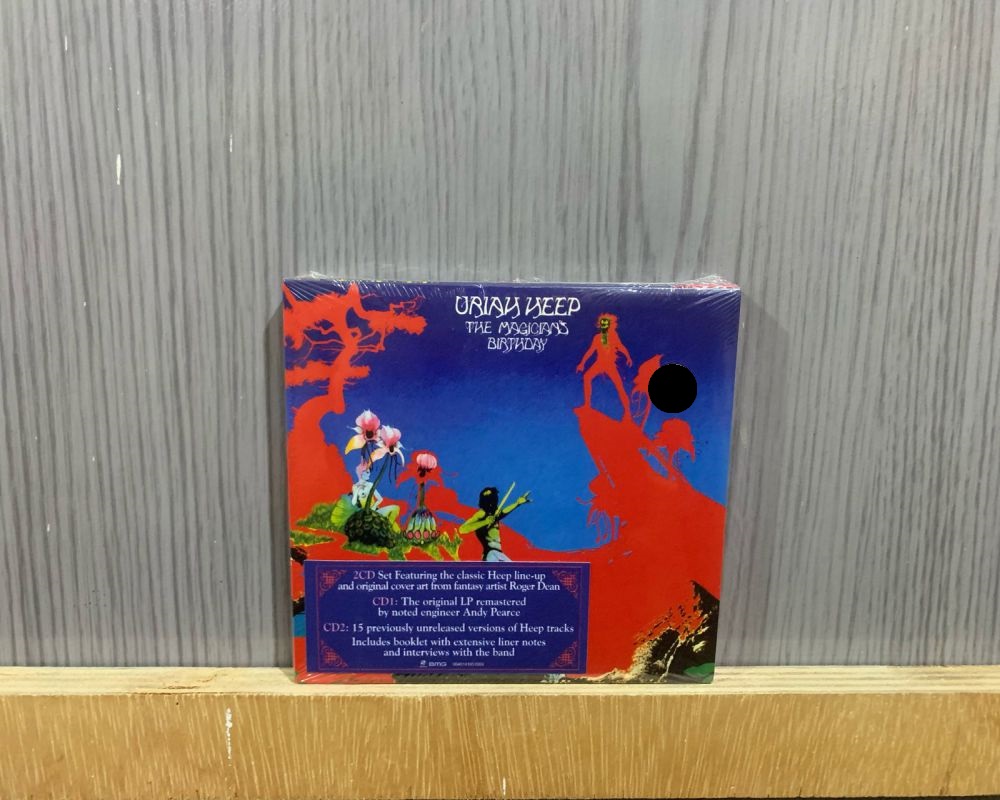 URIAH HEEP
THE MAGICIAN'S
BIRTHDAY
2CD Set Featuring the classic Heep line-up
and original cover art from fantasy artist Roger Dean
CD1: The original LP remastered
by noted engineer Andy Pearce
CD2: 15 previously unreleased versions of Heep tracks
Includes booklet with extensive liner notes
and interviews with the band
BMG